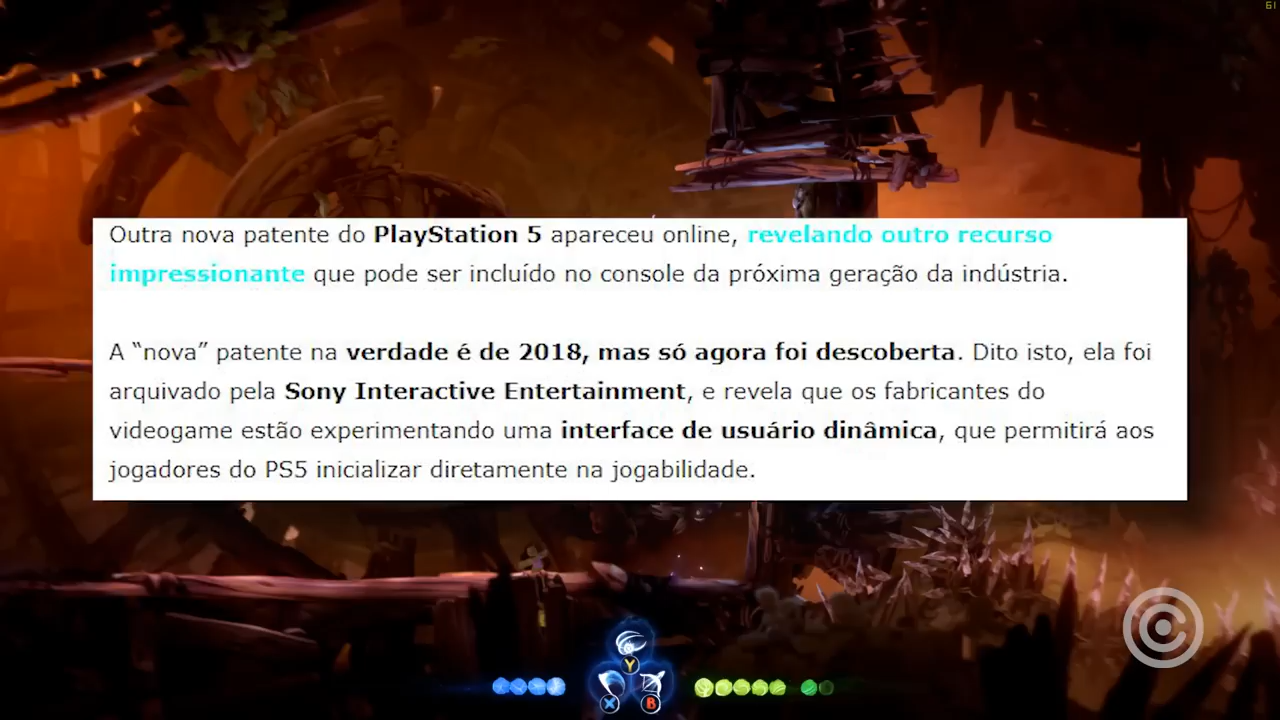 61
Outra nova patente do PlayStation 5 apareceu online, revelando outro recurso
impressionante que pode ser incluído no console da próxima geração da indústria.
A “nova” patente na verdade é de 2018, mas só agora foi descoberta. Dito isto, ela foi
arquivado pela Sony Interactive Entertainment, e revela que os fabricantes do
videogame estão experimentando uma interface de usuário dinâmica, que permitirá aos
jogadores do PS5 inicializar diretamente na jogabilidade.
Y
X B